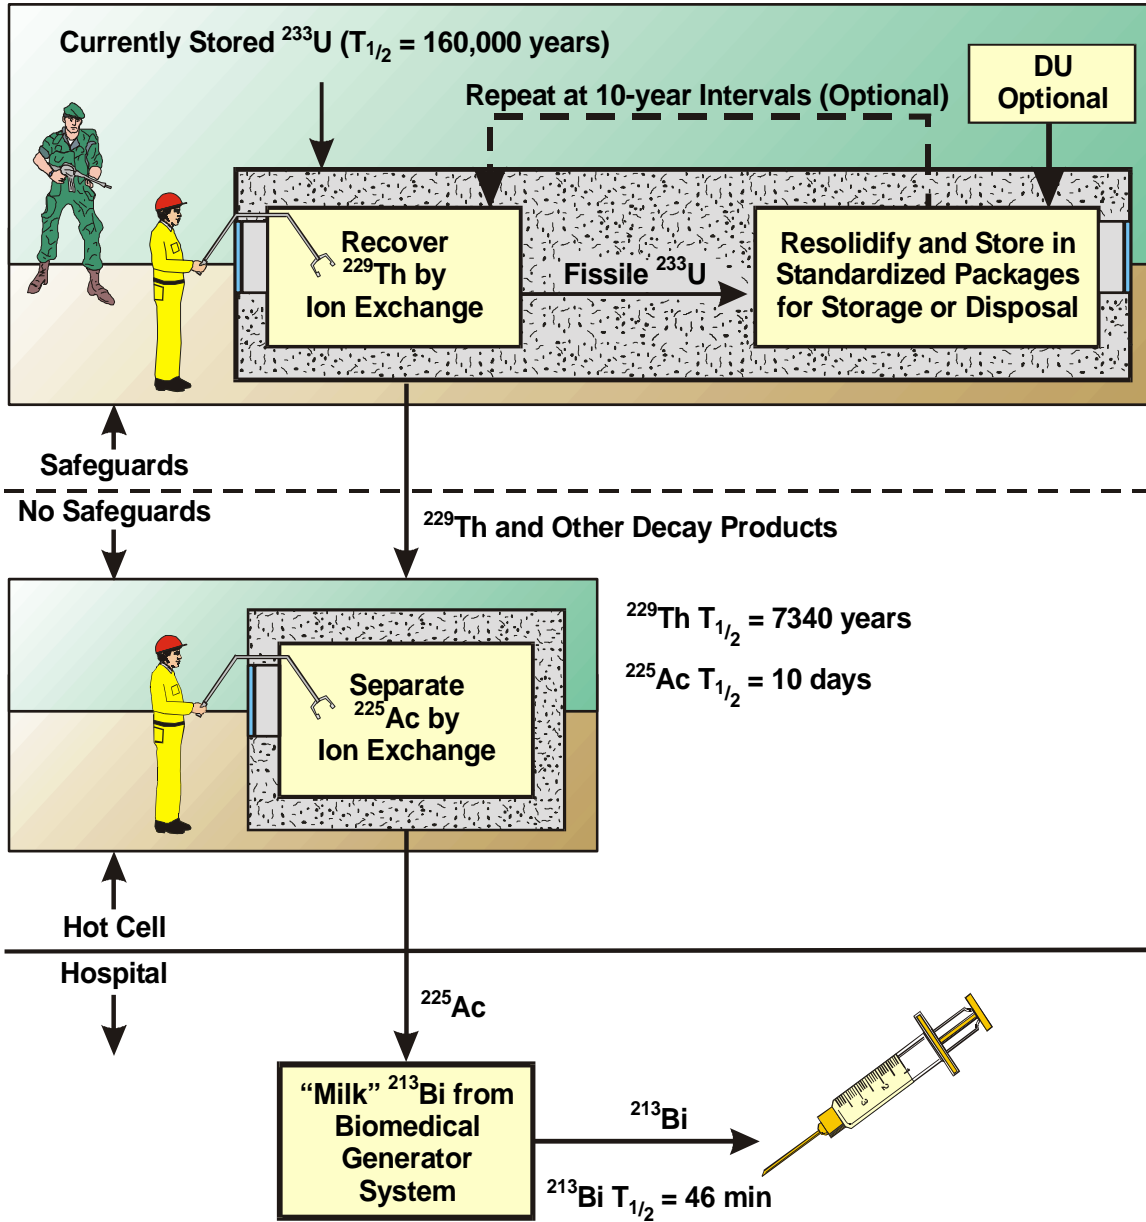 Currently Stored ²³³U (T₁/₂ = 160,000 years)
DU
Optional
Repeat at 10-year Intervals (Optional)
Recover
²²⁹Th by
Ion Exchange
Fissile ²³³U
Resolidify and Store in
Standardized Packages
for Storage or Disposal
Safeguards
No Safeguards
²²⁹Th and Other Decay Products
²²⁹Th T₁/₂ = 7340 years
²²⁵Ac T₁/₂ = 10 days
Separate
²²⁵Ac by
Ion Exchange
Hot Cell
Hospital
²²⁵Ac
“Milk” ²¹³Bi from
Biomedical
Generator
System
²¹³Bi
²¹³Bi T₁/₂ = 46 min
1
2
3